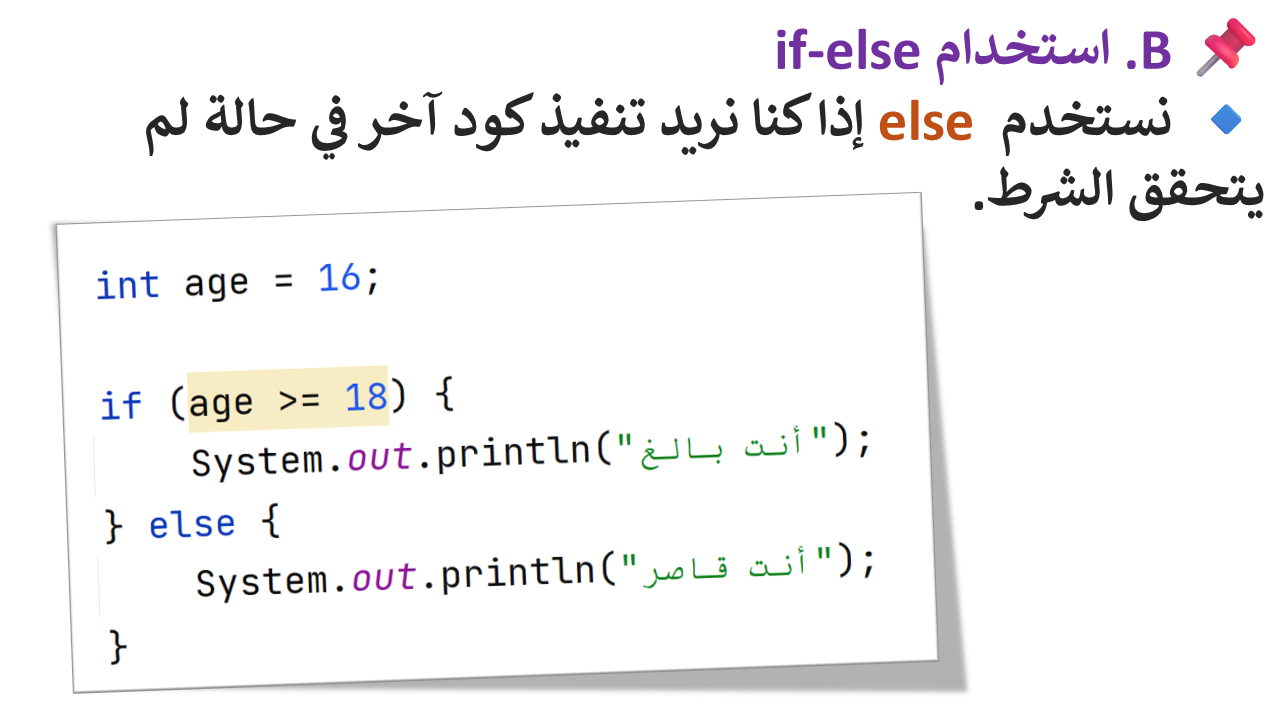 B. استخدام if-else
نستخدم else إذا كنا نريد تنفيذ كود آخر في حالة لم
يتحقق الشرط.
int age = 16;
if (age >= 18) {
System.out.println("أنت بالغ");
} else {
System.out.println("أنت قاصر");
}